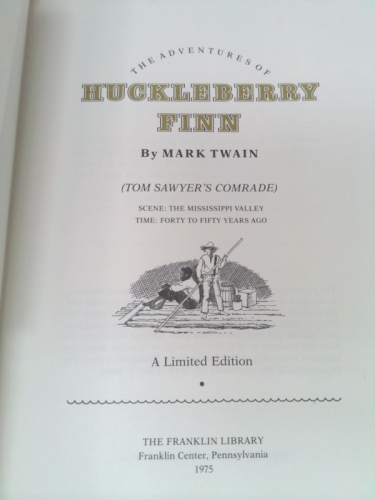 THE ADVENTURES OF
HUCKLEBERRY
FINN
By MARK TWAIN
(TOM SAWYER'S COMRADE)
SCENE: THE MISSISSIPPI VALLEY
TIME: FORTY TO FIFTY YEARS AGO
A Limited Edition
THE FRANKLIN LIBRARY
Franklin Center, Pennsylvania
1975